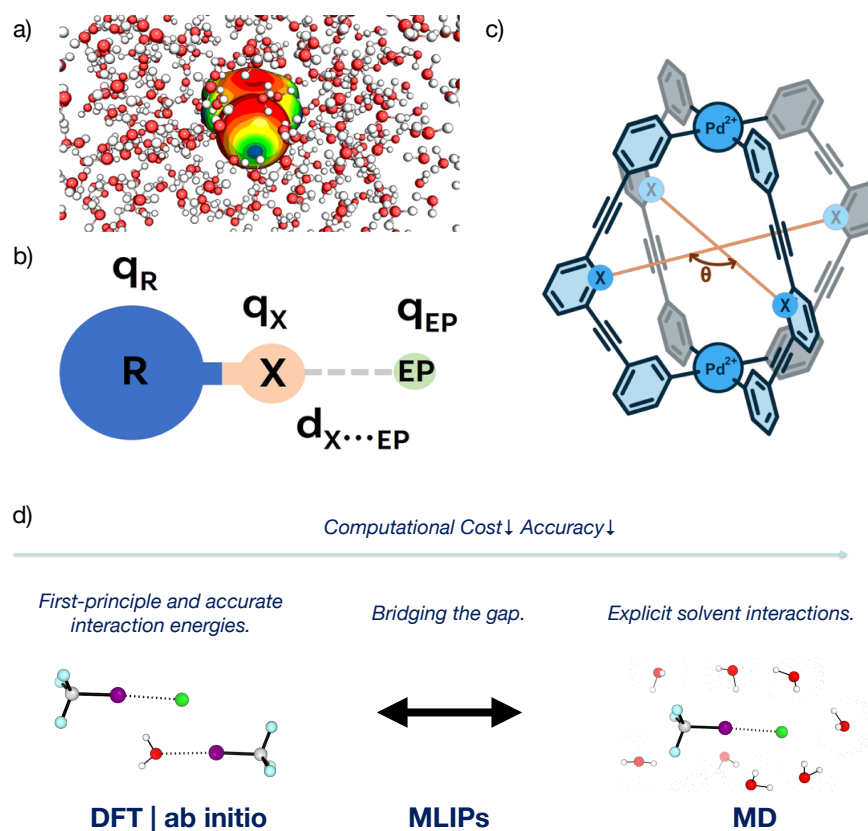 a)
b)
qR
qX
qEP
R
X
EP
dX···EP
c)
Pd2+
X
X
X
θ
X
Pd2+
d)
Computational Cost↓ Accuracy↓
First-principle and accurate
interaction energies.
Bridging the gap.
Explicit solvent interactions.
DFT | ab initio
MLIPs
MD